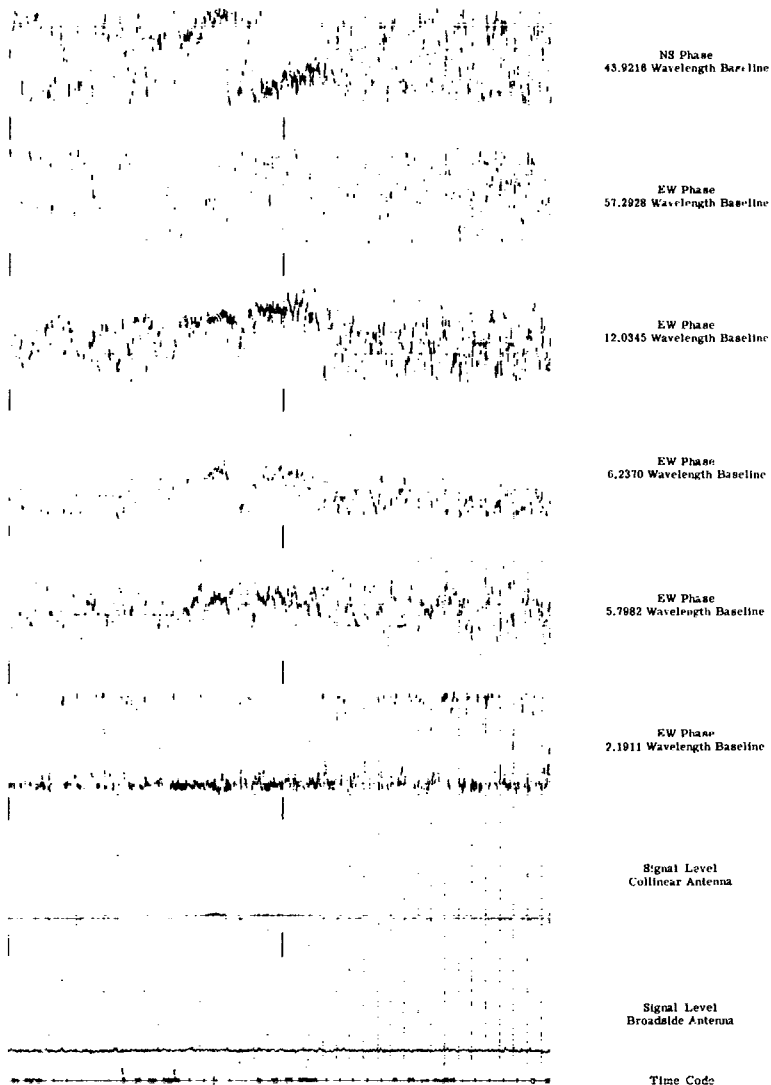 NS Phase
43.9216 Wavelength Baseline
EW Phase
57.2928 Wavelength Baseline
EW Phase
12.0345 Wavelength Baseline
EW Phase
6.2370 Wavelength Baseline
EW Phase
5.7982 Wavelength Baseline
EW Phase
2.1911 Wavelength Baseline
Signal Level
Collinear Antenna
Signal Level
Broadside Antenna
Time Code